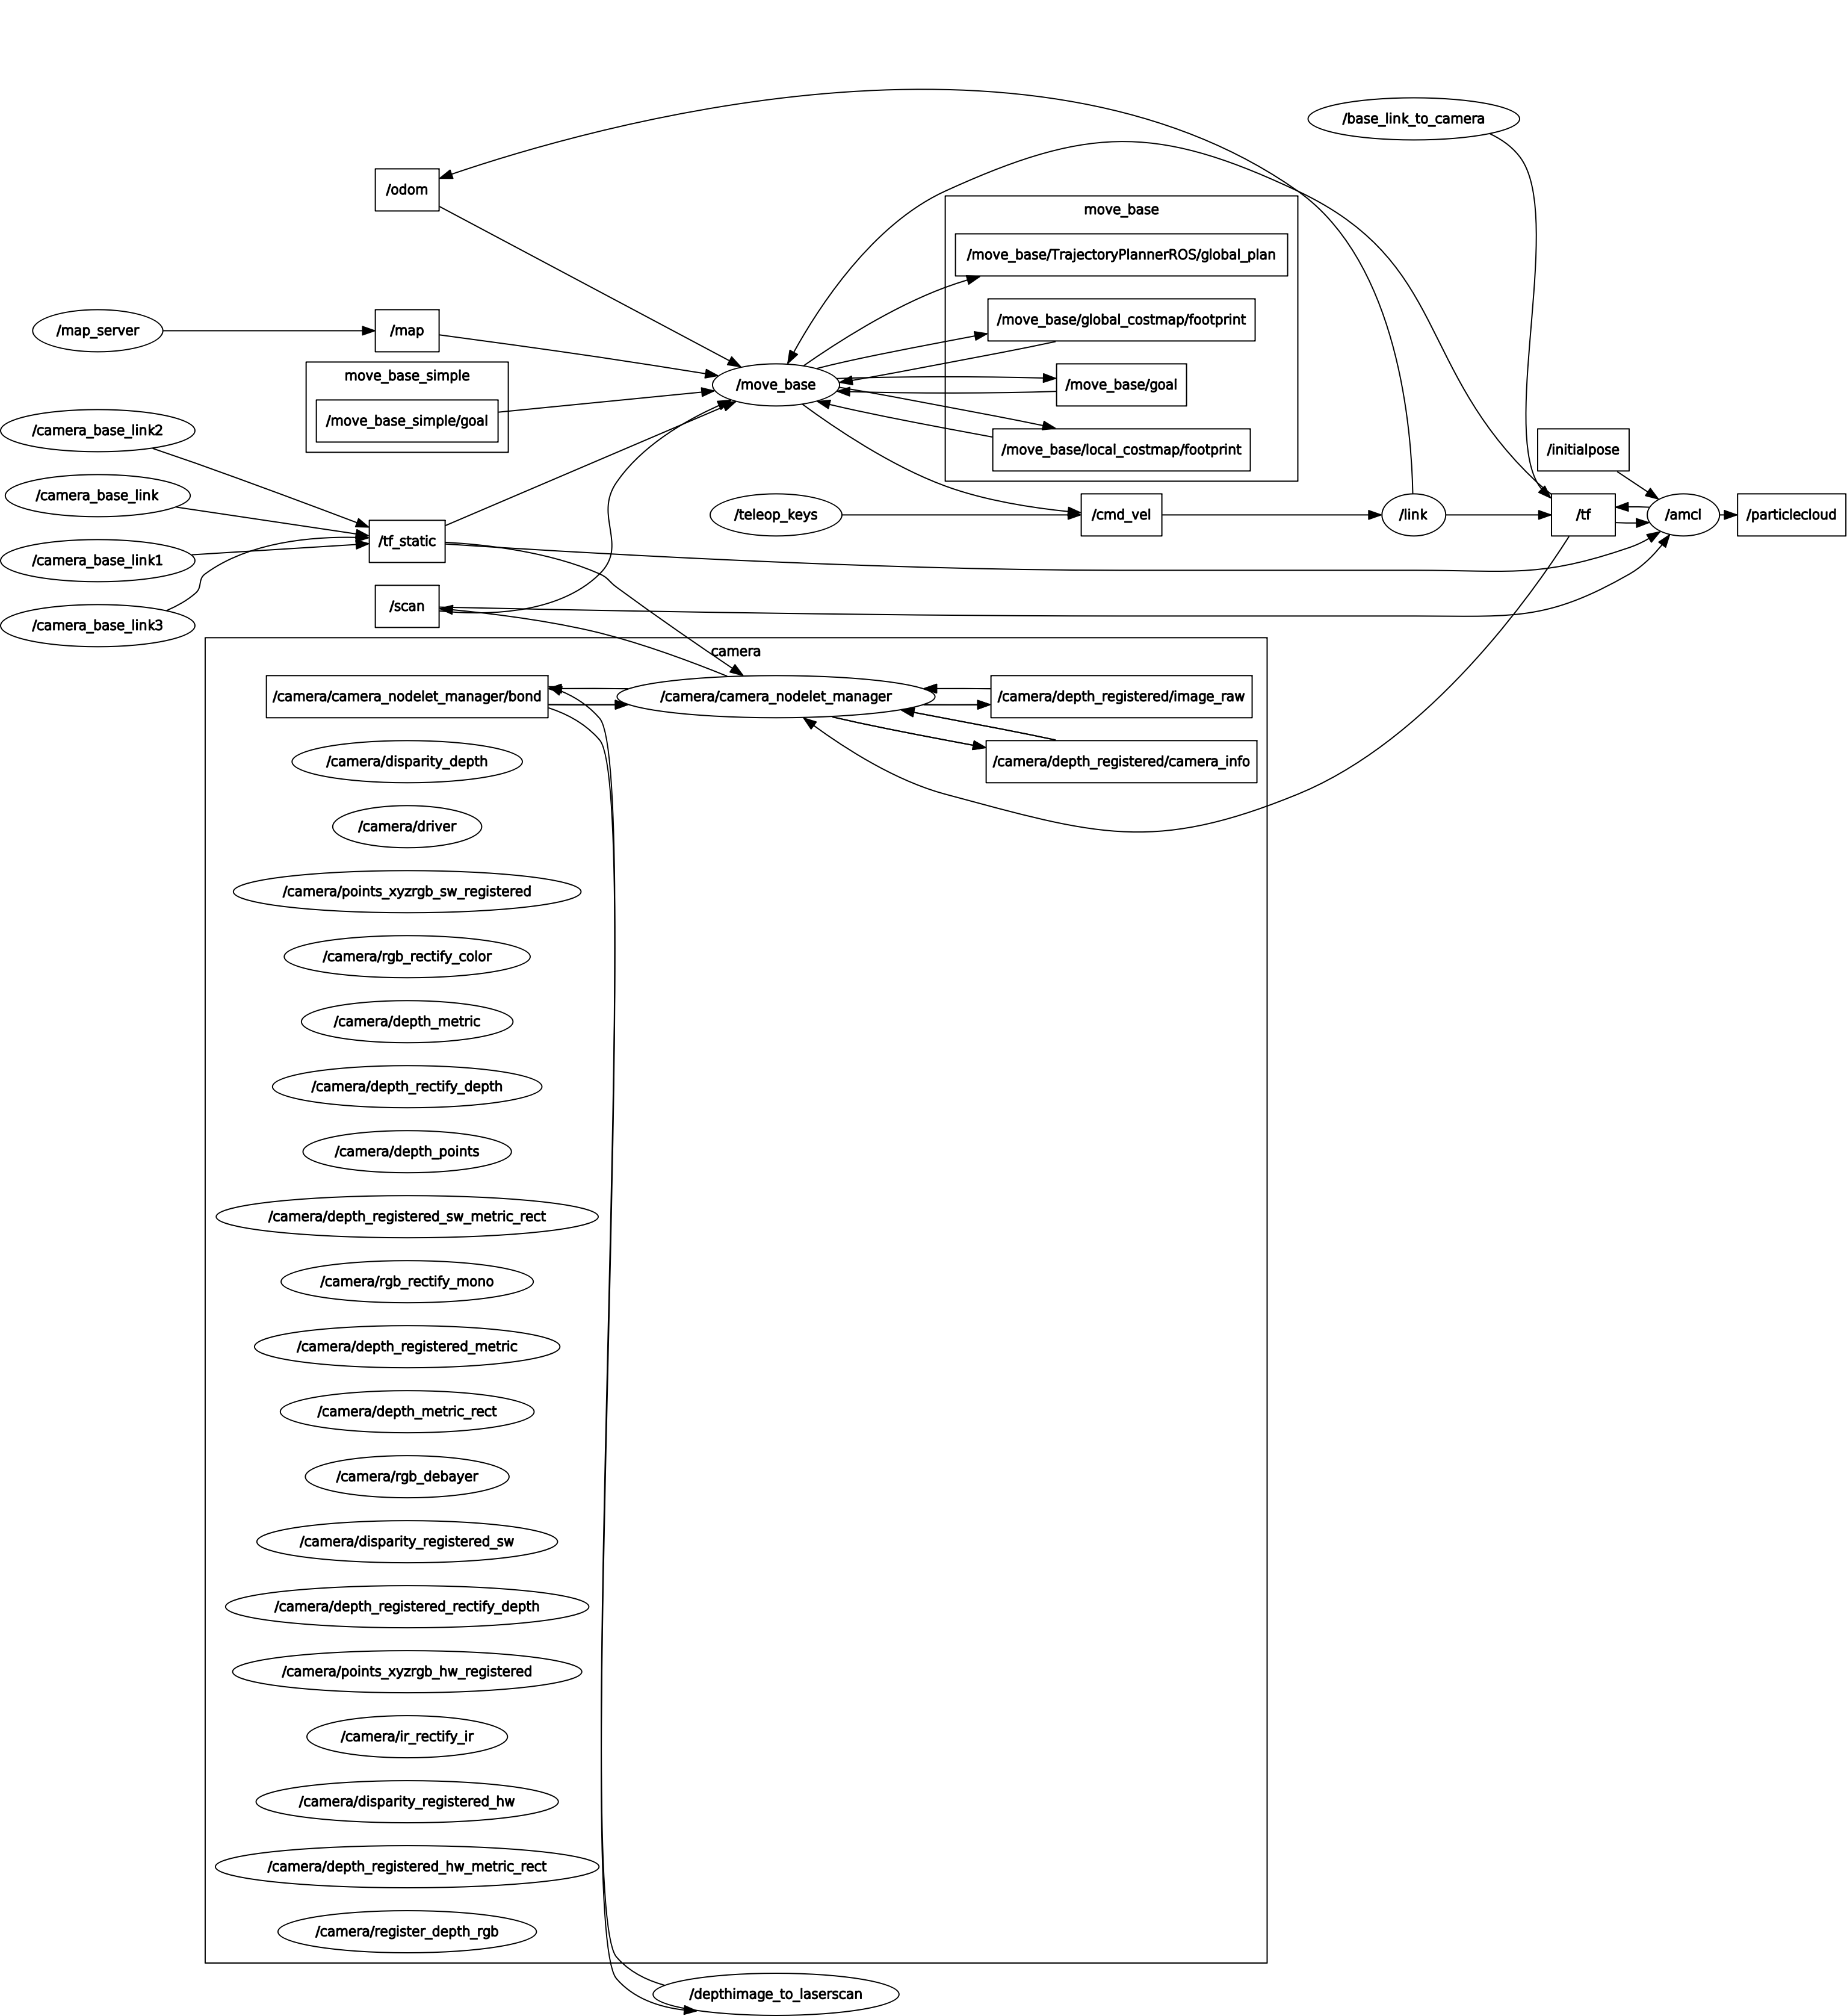 /base_link_to_camera
/odom
move_base
/move_base/TrajectoryPlannerROS/global_plan
/map_server
/map
/move_base/global_costmap/footprint
move_base_simple
/move_base
/move_base/goal
/move_base_simple/goal
/camera_base_link2
/move_base/local_costmap/footprint
/initialpose
/camera_base_link
/teleop_keys
/cmd_vel
/link
/tf
/amcl
/particlecloud
/tf_static
/camera_base_link1
/scan
/camera_base_link3
camera
/camera/camera_nodelet_manager/bond
/camera/camera_nodelet_manager
/camera/depth_registered/image_raw
/camera/disparity_depth
/camera/depth_registered/camera_info
/camera/driver
/camera/points_xyzrgb_sw_registered
/camera/rgb_rectify_color
/camera/depth_metric
/camera/depth_rectify_depth
/camera/depth_points
/camera/depth_registered_sw_metric_rect
/camera/rgb_rectify_mono
/camera/depth_registered_metric
/camera/depth_metric_rect
/camera/rgb_debayer
/camera/disparity_registered_sw
/camera/depth_registered_rectify_depth
/camera/points_xyzrgb_hw_registered
/camera/ir_rectify_ir
/camera/disparity_registered_hw
/camera/depth_registered_hw_metric_rect
/camera/register_depth_rgb
/depthimage_to_laserscan